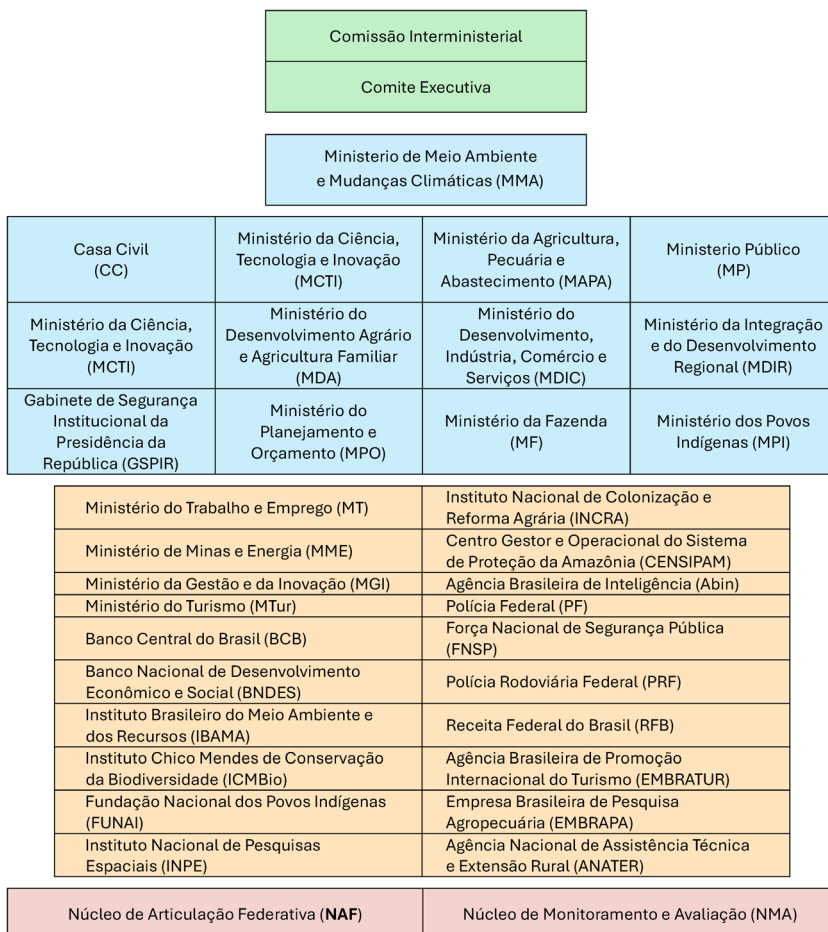 Comissão Interministerial
Comite Executiva
Ministerio de Meio Ambiente
e Mudanças Climáticas (MMA)
Casa Civil
(CC)
Ministério da Ciência,
Tecnologia e Inovação
(MCTI)
Ministério da Agricultura,
Pecuária e
Abastecimento (MAPA)
Ministerio Público
(MP)
Ministério da Ciência,
Tecnologia e Inovação
(MCTI)
Ministério do
Desenvolvimento Agrário
e Agricultura Familiar
(MDA)
Ministério do
Desenvolvimento,
Indústria, Comércio e
Serviços (MDIC)
Ministério da Integração
e do Desenvolvimento
Regional (MDIR)
Gabinete de Segurança
Institucional da
Presidência da
República (GSPIR)
Ministério do
Planejamento e
Orçamento (MPO)
Ministério da Fazenda
(MF)
Ministério dos Povos
Indígenas (MPI)
Ministério do Trabalho e Emprego (MT)
Instituto Nacional de Colonização e
Reforma Agrária (INCRA)
Ministério de Minas e Energia (MME)
Centro Gestor e Operacional do Sistema
de Proteção da Amazônia (CENSIPAM)
Ministério da Gestão e da Inovação (MGI)
Agência Brasileira de Inteligência (Abin)
Ministério do Turismo (MTur)
Polícia Federal (PF)
Banco Central do Brasil (BCB)
Força Nacional de Segurança Pública
(FNSP)
Banco Nacional de Desenvolvimento
Econômico e Social (BNDES)
Polícia Rodoviária Federal (PRF)
Instituto Brasileiro do Meio Ambiente e
dos Recursos (IBAMA)
Receita Federal do Brasil (RFB)
Instituto Chico Mendes de Conservação
da Biodiversidade (ICMBio)
Agência Brasileira de Promoção
Internacional do Turismo (EMBRATUR)
Fundação Nacional dos Povos Indígenas
(FUNAI)
Empresa Brasileira de Pesquisa
Agropecuária (EMBRAPA)
Instituto Nacional de Pesquisas
Espaciais (INPE)
Agência Nacional de Assistência Técnica
e Extensão Rural (ANATER)
Núcleo de Articulação Federativa (NAF)
Núcleo de Monitoramento e Avaliação (NMA)